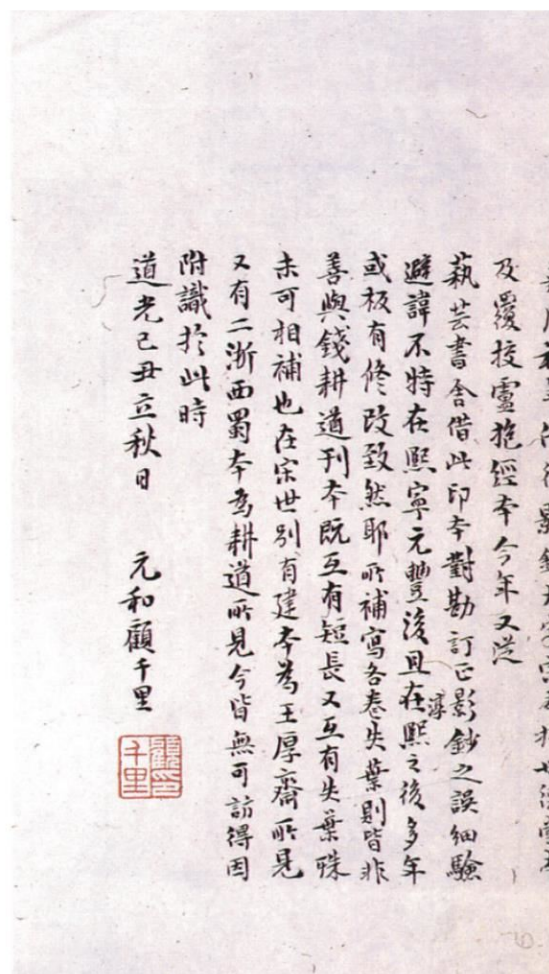 及覆挍盧抱經本今年又從
藝芸書舍借此印本對勘訂正影鈔之誤細驗
避諱不特在熙寧元豐後且在淳熙之後多年
或板有修改致然耶所補寫各卷失葉則皆非
善與錢耕道刊本既互有短長又互有失葉殊
未可相補也在宋世別有建本為王厚齋所見
又有二浙西蜀本為耕道所見今皆無可訪得因
附識於此時
道光己丑立秋日 元和顧千里
顧印千里